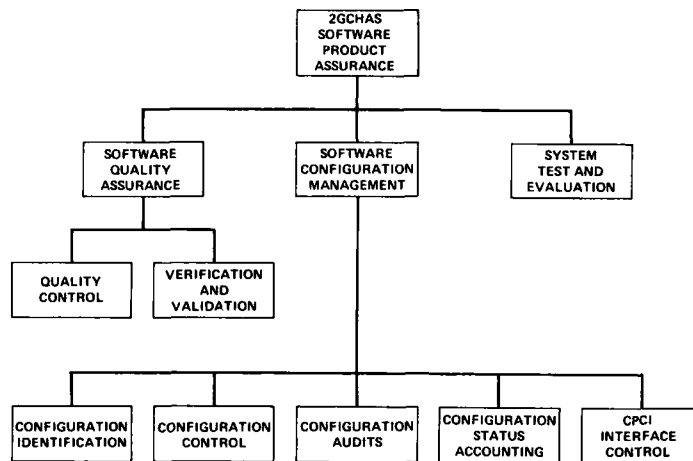 2GCHAS
SOFTWARE
PRODUCT
ASSURANCE
SOFTWARE
QUALITY
ASSURANCE
SOFTWARE
CONFIGURATION
MANAGEMENT
SYSTEM
TEST AND
EVALUATION
QUALITY
CONTROL
VERIFICATION
AND
VALIDATION
CONFIGURATION
IDENTIFICATION
CONFIGURATION
CONTROL
CONFIGURATION
AUDITS
CONFIGURATION
STATUS
ACCOUNTING
CPCI
INTERFACE
CONTROL